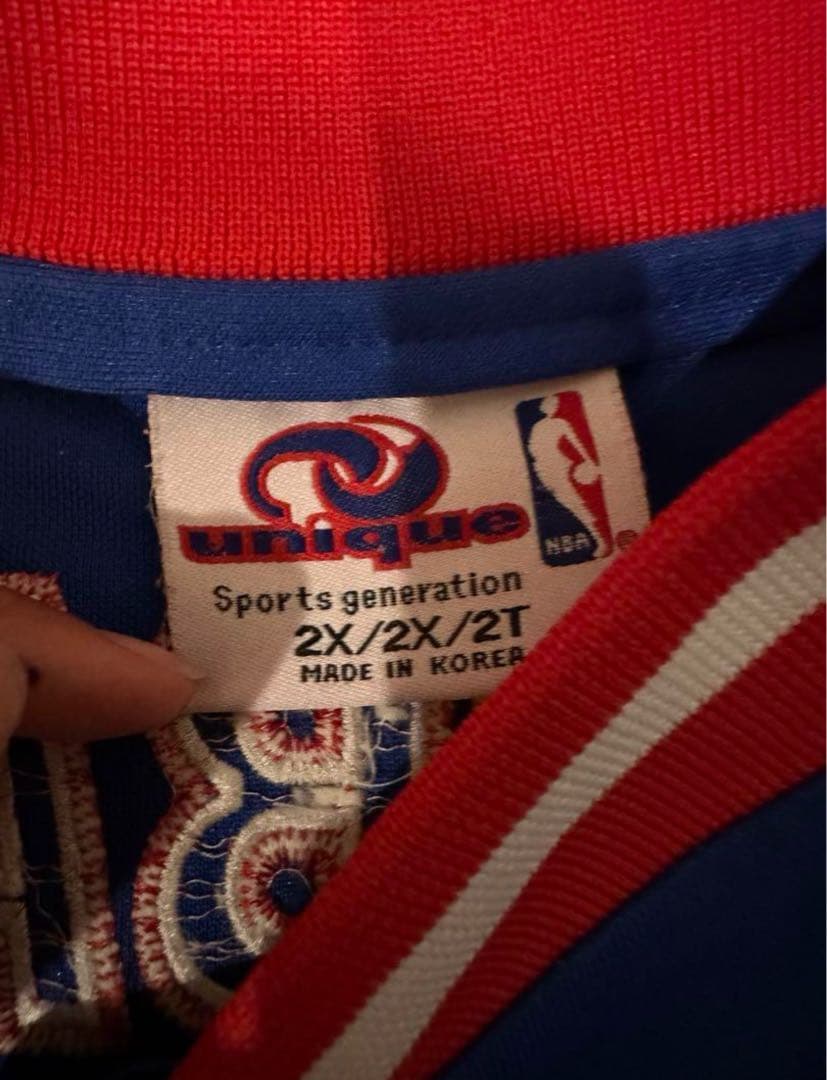 unique
NBA
®
Sports generation
2X/2X/2T
MADE IN KOREA